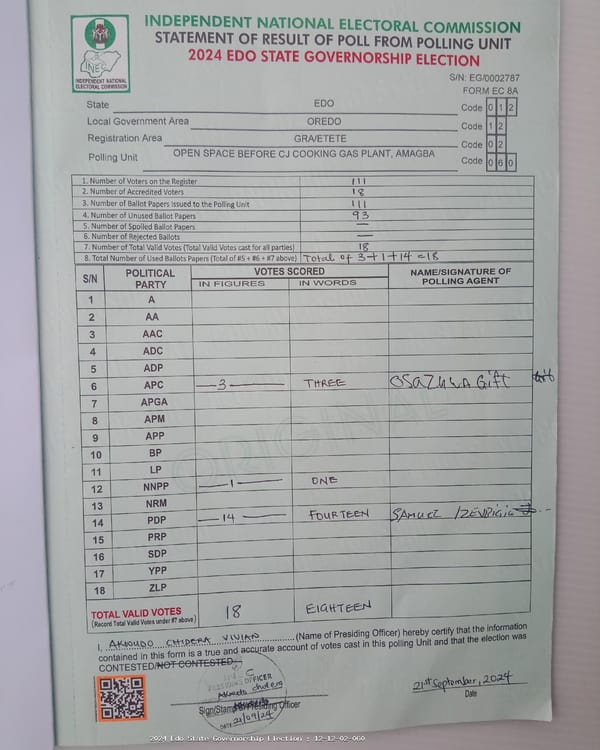 INDEPENDENT NATIONAL ELECTORAL COMMISSION
STATEMENT OF RESULT OF POLL FROM POLLING UNIT
2024 EDO STATE GOVERNORSHIP ELECTION
INEC
INDEPENDENT NATIONAL
ELECTORAL COMMISSION
S/N: EG/0002787
FORM EC 8A
State EDO Code 0 1 2
Local Government Area OREDO Code 1 2
Registration Area GRA/ETETE Code 0 2
Polling Unit OPEN SPACE BEFORE CJ COOKING GAS PLANT, AMAGBA Code 0 6 0
1. Number of Voters on the Register 111
2. Number of Accredited Voters 18
3. Number of Ballot Papers Issued to the Polling Unit 111
4. Number of Unused Ballot Papers 93
5. Number of Spoiled Ballot Papers —
6. Number of Rejected Ballots —
7. Number of Total Valid Votes (Total Valid Votes cast for all parties) 18
8. Total Number of Used Ballots Papers (Total of #5 + #6 + #7 above) Total of 3+1+14=18
S/N POLITICAL PARTY VOTES SCORED NAME/SIGNATURE OF POLLING AGENT
IN FIGURES IN WORDS
1 A
2 AA
3 AAC
4 ADC
5 ADP
6 APC —3— THREE Osazuwa Gift
7 APGA
8 APM
9 APP
10 BP
11 LP
12 NNPP —1— ONE
13 NRM
14 PDP —14— FOURTEEN SAMUEL
15 PRP
16 SDP
17 YPP
18 ZLP
TOTAL VALID VOTES 18 EIGHTEEN
(Record Total Valid Votes under #7 above)
I, CHIDERA VIVIAN (Name of Presiding Officer) hereby certify that the information
contained in this form is a true and accurate account of votes cast in this polling Unit and that the election was
CONTESTED/NOT CONTESTED.
PRESIDING OFFICER
Sign/Stamp of Presiding Officer
DATE 21/09/24
21st September, 2024
Date
2024 Edo State Governorship Election : 12-12-02-060